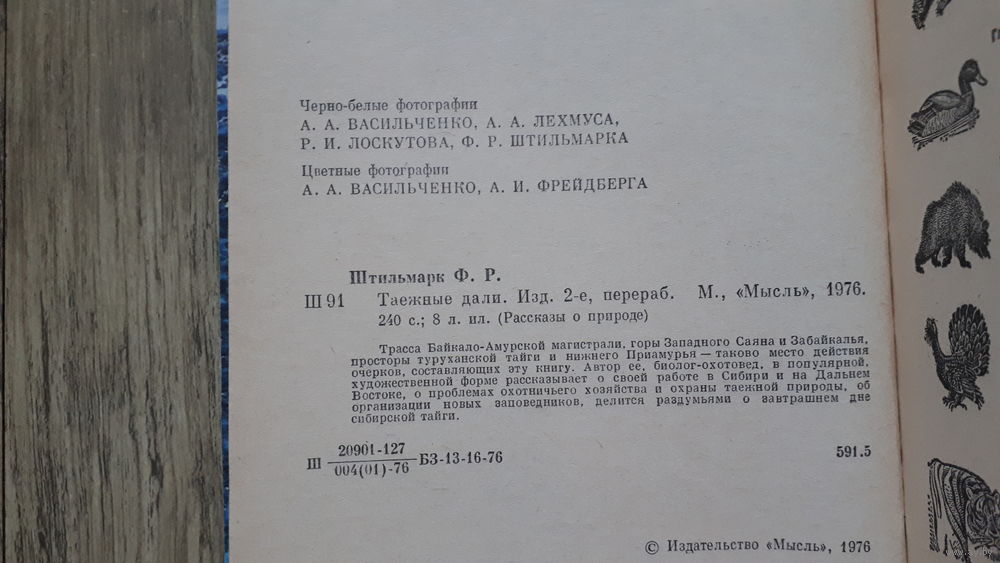 Черно-белые фотографии
А. А. ВАСИЛЬЧЕНКО, А. А. ЛЕХМУСА,
Р. И. ЛОСКУТОВА, Ф. Р. ШТИЛЬМАРКА
Цветные фотографии
А. А. ВАСИЛЬЧЕНКО, А. И. ФРЕЙДБЕРГА
Штильмарк Ф. Р.
Ш 91 Таежные дали. Изд. 2-е, перераб. М., «Мысль», 1976.
240 с.; 8 л. ил. (Рассказы о природе)
Трасса Байкало-Амурской магистрали, горы Западного Саяна и Забайкалья,
просторы туруханской тайги и нижнего Приамурья — таково место действия
очерков, составляющих эту книгу. Автор ее, биолог-охотовед, в популярной,
художественной форме рассказывает о своей работе в Сибири и на Дальнем
Востоке, о проблемах охотничьего хозяйства и охраны таежной природы, об
организации новых заповедников, делится раздумьями о завтрашнем дне
сибирской тайги.
Ш 20901-127
004(01)-76 БЗ-13-16-76 591.5
© Издательство «Мысль», 1976